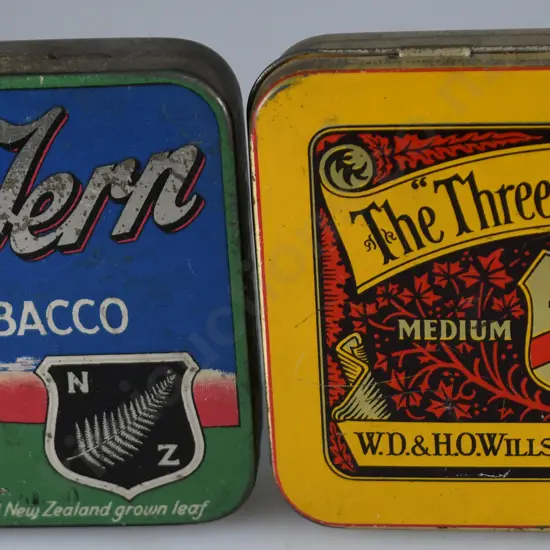 Fern
BACCO
N
Z
New Zealand grown leaf
The "Three
MEDIUM
W.D.&H.O.WILLS